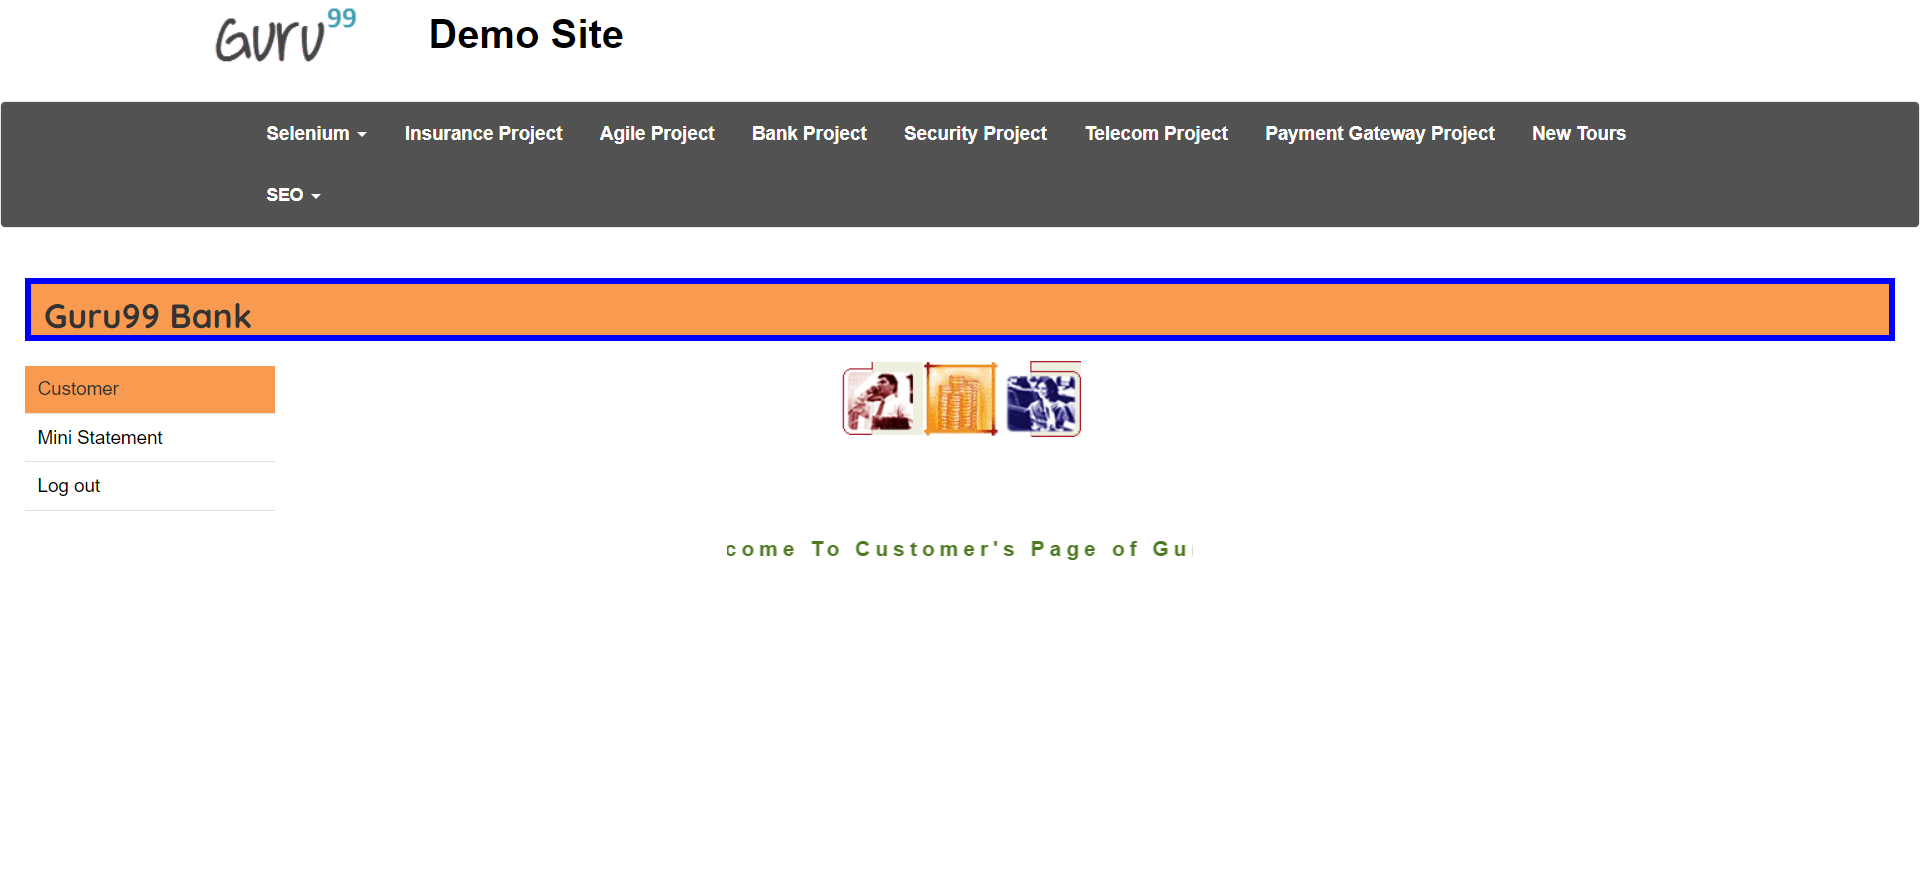 Guru99 Demo Site
Selenium Insurance Project Agile Project Bank Project Security Project Telecom Project Payment Gateway Project New Tours
SEO
Guru99 Bank
Customer
Mini Statement
Log out
come To Customer's Page of Gu